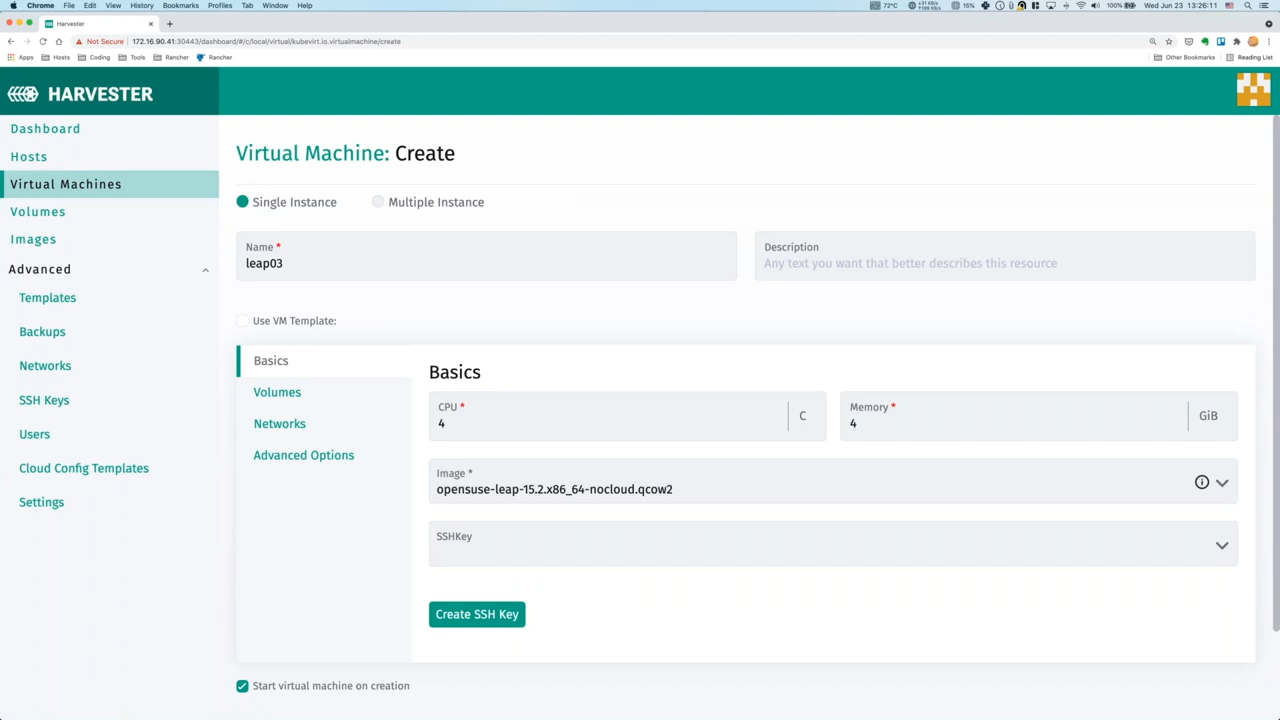 Chrome File Edit View History Bookmarks Profiles Tab Window Help 72°C 15% 100% Wed Jun 23 13:26:11
Harvester
Not Secure 172.16.90.41:30443/dashboard/#/c/local/virtual/kubevirt.io.virtualmachine/create
Apps Hosts Coding Tools Rancher Rancher Other Bookmarks Reading List
HARVESTER
Dashboard
Hosts
Virtual Machines
Volumes
Images
Advanced
Templates
Backups
Networks
SSH Keys
Users
Cloud Config Templates
Settings
Virtual Machine: Create
Single Instance Multiple Instance
Name * Description
leap03 Any text you want that better describes this resource
Use VM Template:
Basics
Volumes
Networks
Advanced Options
Basics
CPU * Memory *
4 C 4 GiB
Image *
opensuse-leap-15.2.x86_64-nocloud.qcow2
SSHKey
Create SSH Key
Start virtual machine on creation